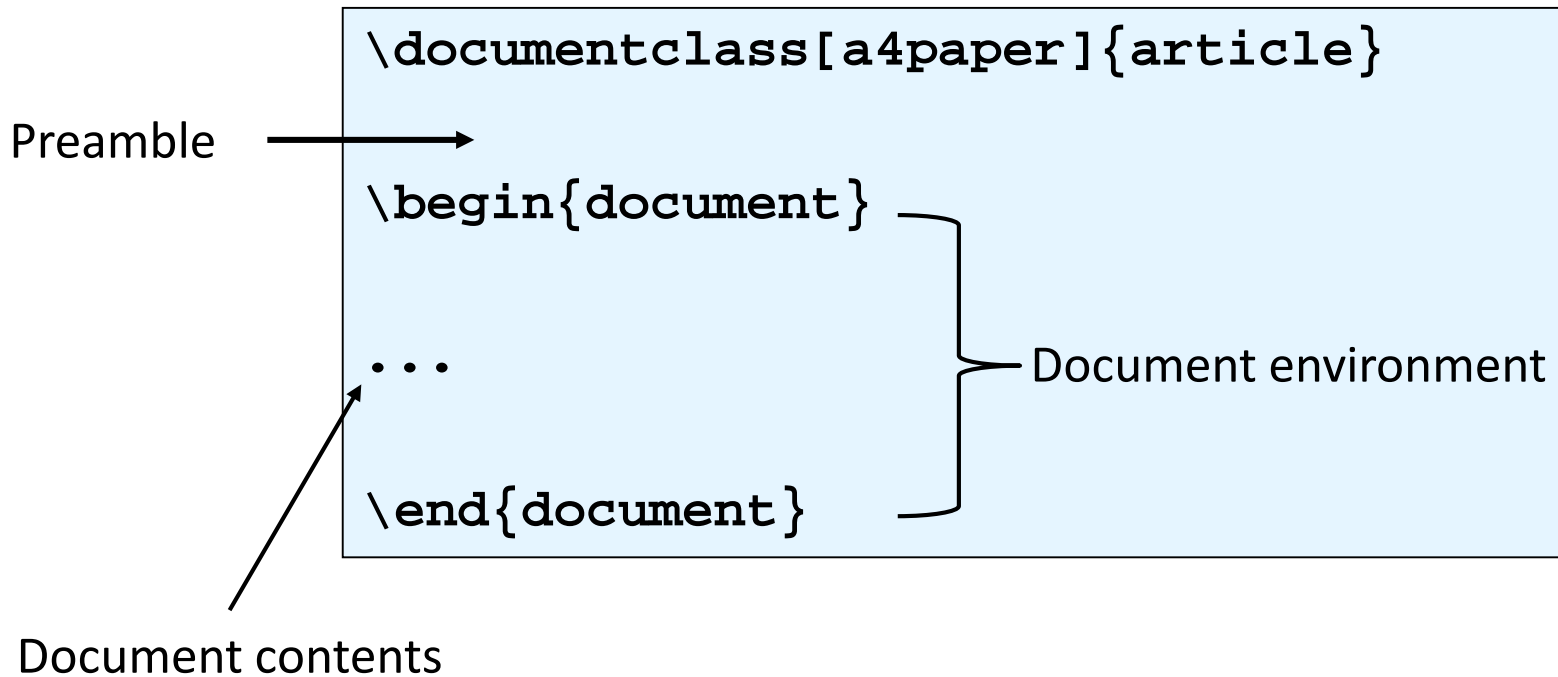 \documentclass[a4paper]{article}
Preamble
\begin{document}
...
Document environment
\end{document}
Document contents